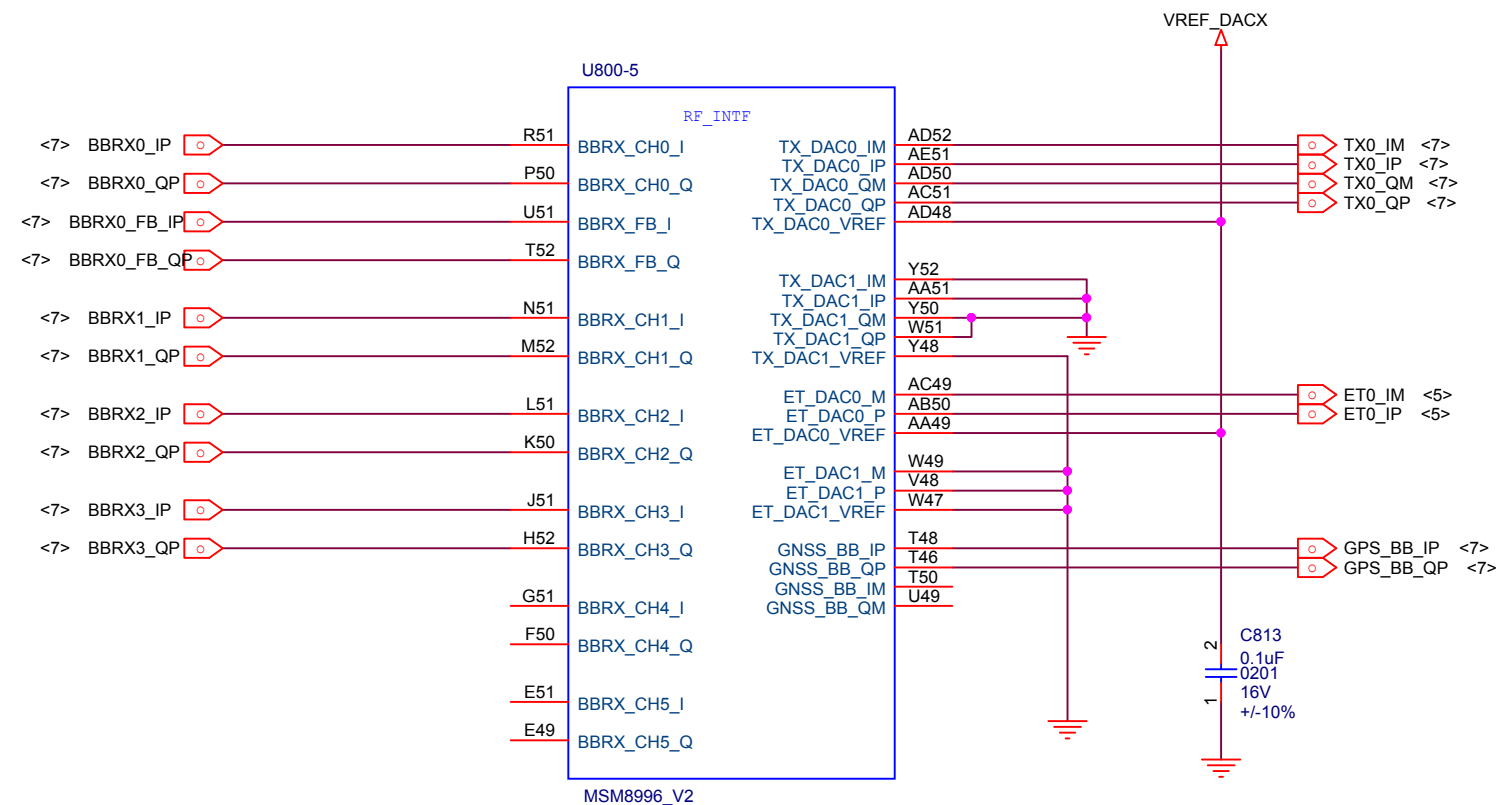 VREF_DACX
U800-5
RF_INTF
<7> BBRX0_IP R51 BBRX_CH0_I
<7> BBRX0_QP P50 BBRX_CH0_Q
<7> BBRX0_FB_IP U51 BBRX_FB_I
<7> BBRX0_FB_QP T52 BBRX_FB_Q
<7> BBRX1_IP N51 BBRX_CH1_I
<7> BBRX1_QP M52 BBRX_CH1_Q
<7> BBRX2_IP L51 BBRX_CH2_I
<7> BBRX2_QP K50 BBRX_CH2_Q
<7> BBRX3_IP J51 BBRX_CH3_I
<7> BBRX3_QP H52 BBRX_CH3_Q
G51 BBRX_CH4_I
F50 BBRX_CH4_Q
E51 BBRX_CH5_I
E49 BBRX_CH5_Q
TX_DAC0_IM AD52 TX0_IM <7>
TX_DAC0_IP AE51 TX0_IP <7>
TX_DAC0_QM AD50 TX0_QM <7>
TX_DAC0_QP AC51 TX0_QP <7>
TX_DAC0_VREF AD48
TX_DAC1_IM Y52
TX_DAC1_IP AA51
TX_DAC1_QM Y50
TX_DAC1_QP W51
TX_DAC1_VREF Y48
ET_DAC0_M AC49 ET0_IM <5>
ET_DAC0_P AB50 ET0_IP <5>
ET_DAC0_VREF AA49
ET_DAC1_M W49
ET_DAC1_P V48
ET_DAC1_VREF W47
GNSS_BB_IP T48 GPS_BB_IP <7>
GNSS_BB_QP T46 GPS_BB_QP <7>
GNSS_BB_IM T50
GNSS_BB_QM U49
2
1
C813
0.1uF
0201
16V
+/-10%
MSM8996_V2